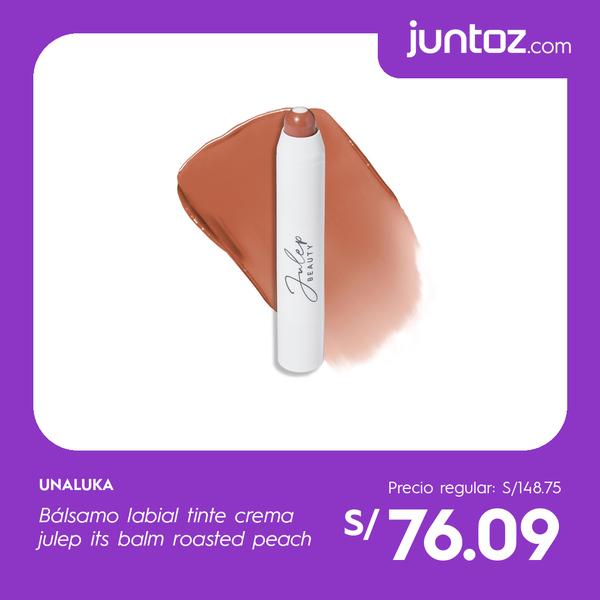 juntoz.com
Julep
BEAUTY
UNALUKA
Bálsamo labial tinte crema
julep its balm roasted peach
Precio regular: S/148.75
S/76.09